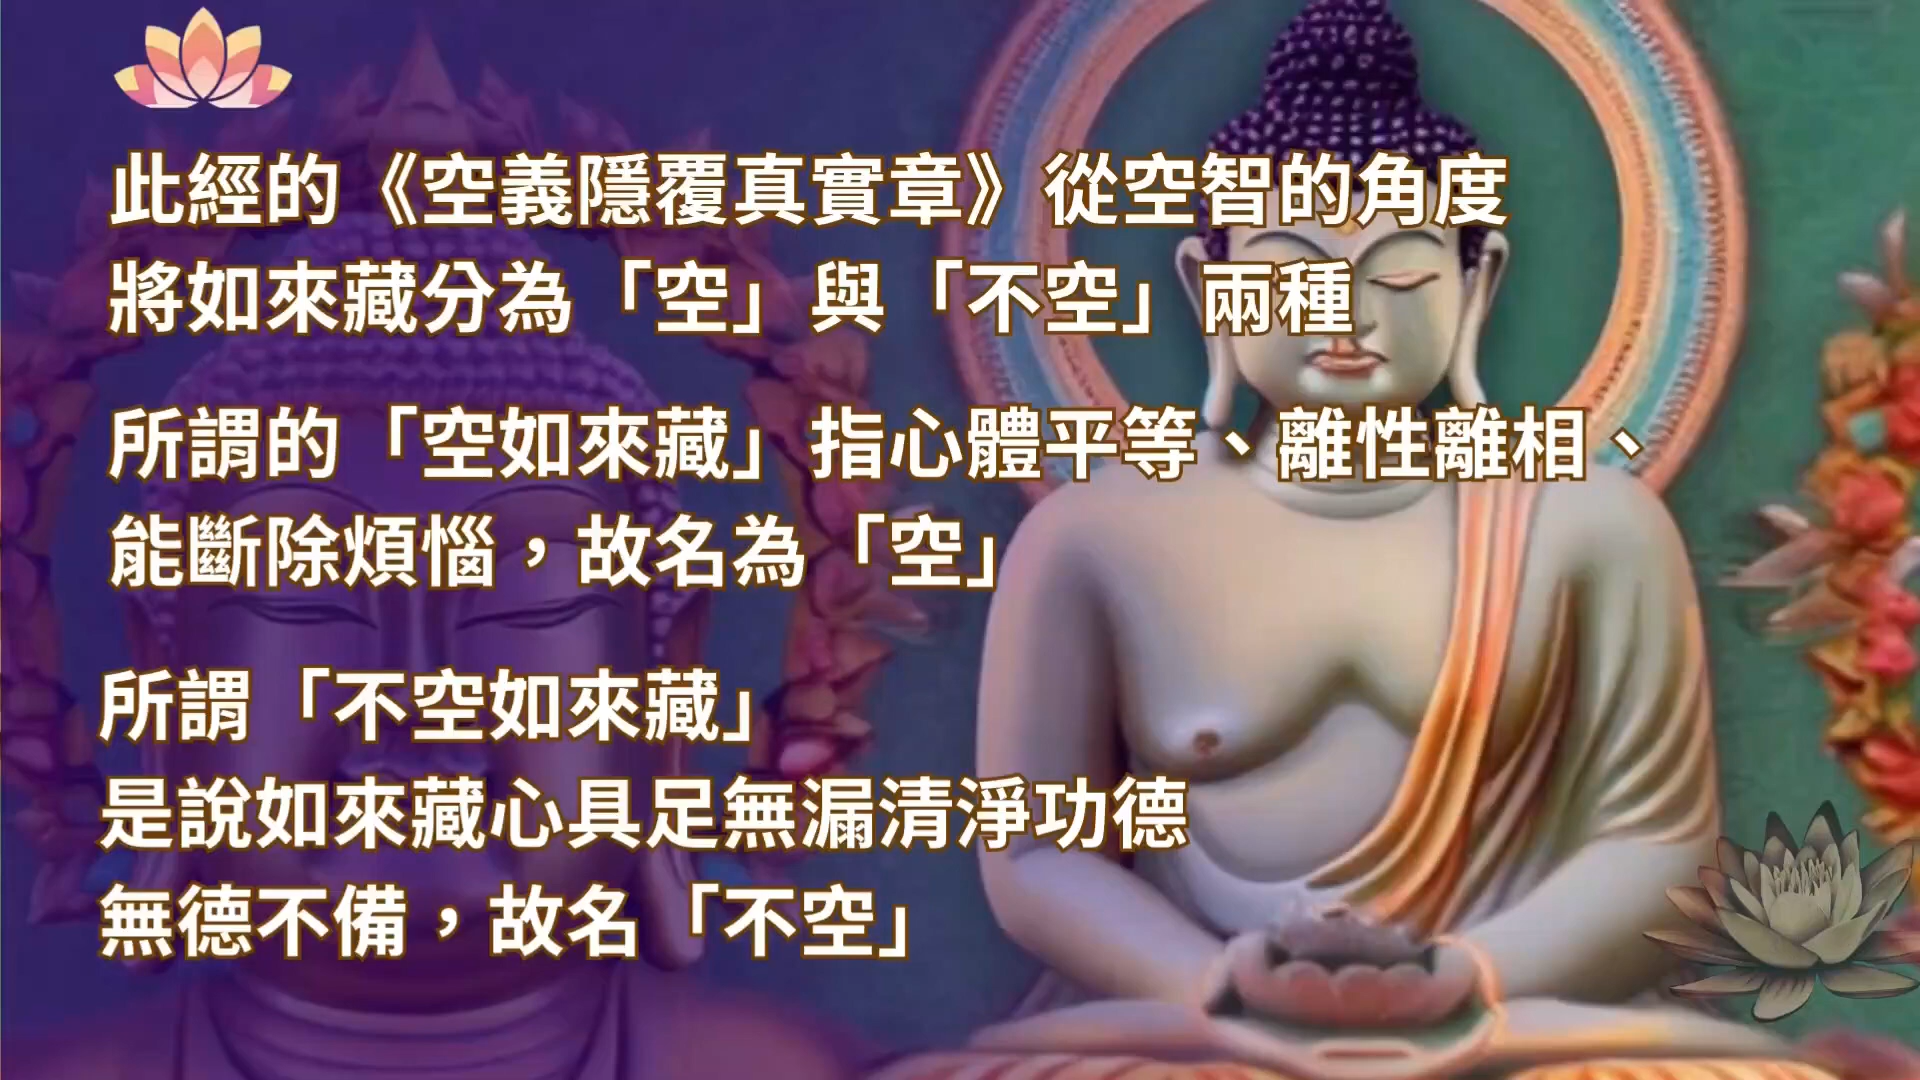 此經的《空義隱覆真實章》從空智的角度
將如來藏分為「空」與「不空」兩種
所謂的「空如來藏」指心體平等、離性離相、
能斷除煩惱，故名為「空」
所謂「不空如來藏」
是說如來藏心具足無漏清淨功德
無德不備，故名「不空」